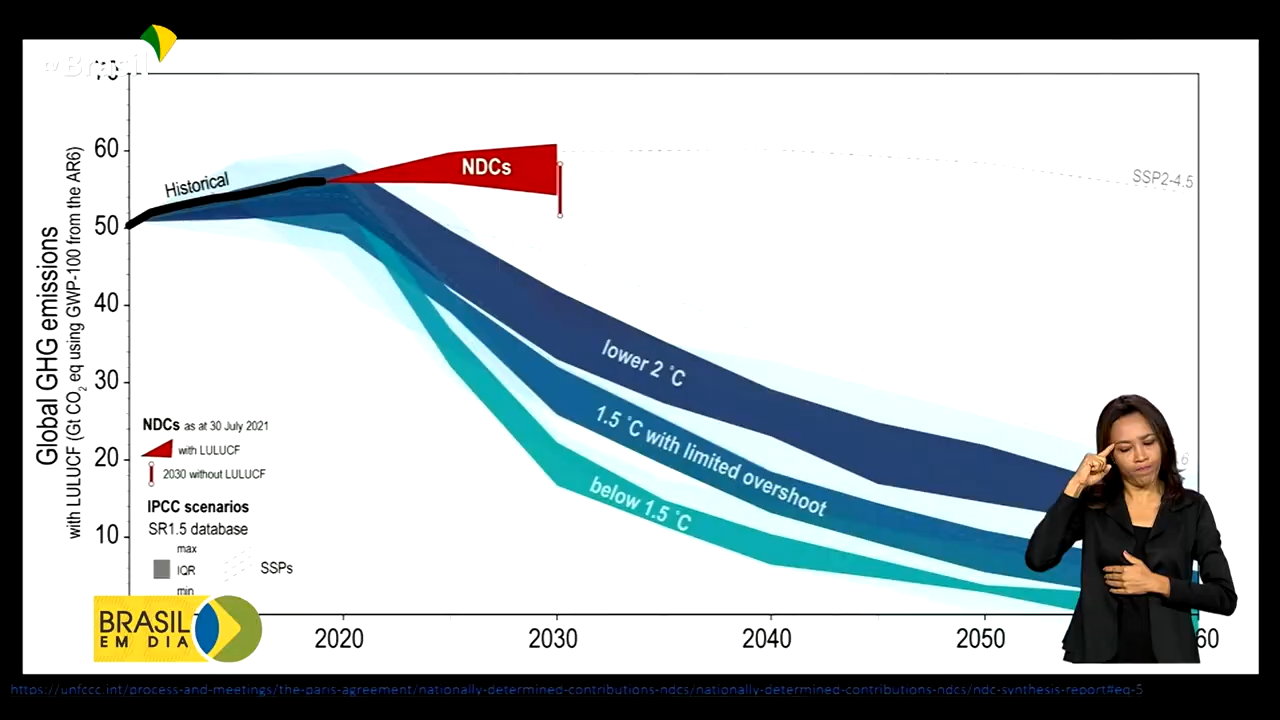 tv Brasil
60
50
40
30
20
10
Global GHG emissions
with LULUCF (Gt CO2 eq using GWP-100 from the AR6)
Historical
NDCs
SSP2-4.5
lower 2 ˚C
1.5 ˚C with limited overshoot
below 1.5 ˚C
NDCs as at 30 July 2021
with LULUCF
2030 without LULUCF
IPCC scenarios
SR1.5 database
max
IQR
min
SSPs
BRASIL
EM DIA
2020
2030
2040
2050
60
https://unfccc.int/process-and-meetings/the-paris-agreement/nationally-determined-contributions-ndcs/nationally-determined-contributions-ndcs/ndc-synthesis-report#eq-5